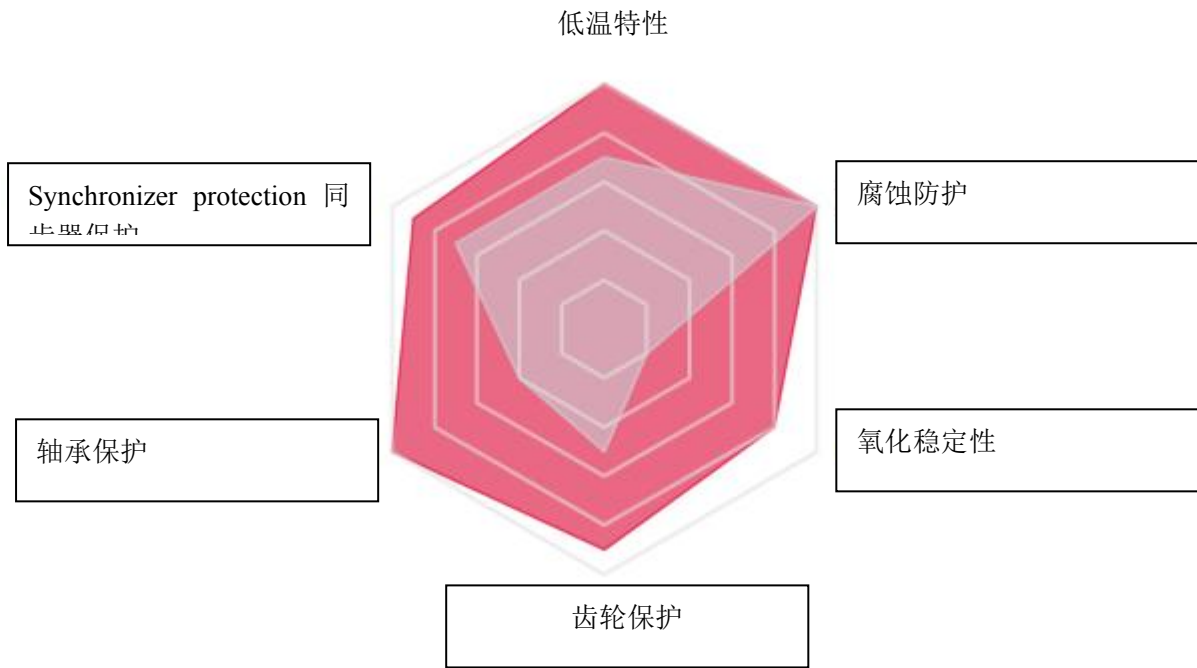 低温特性
Synchronizer protection 同
腐蚀防护
轴承保护
氧化稳定性
齿轮保护